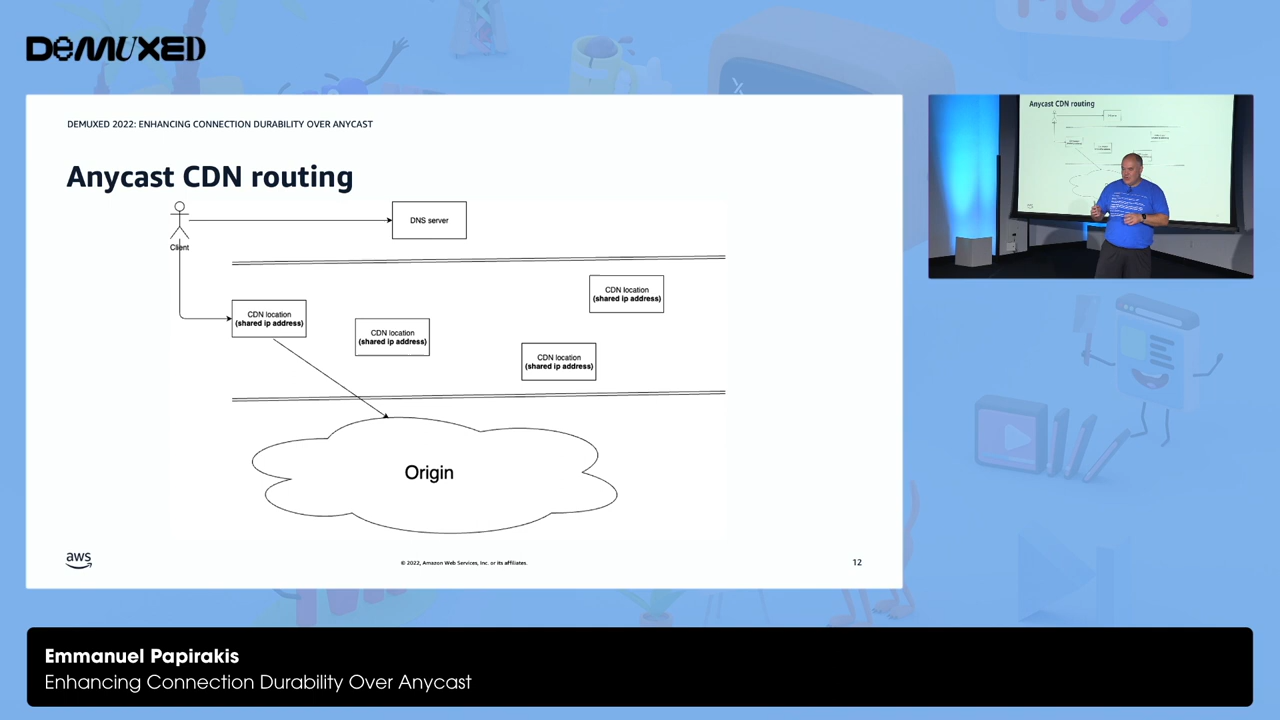 DEMUXED
MUX
DEMUXED 2022: ENHANCING CONNECTION DURABILITY OVER ANYCAST
Anycast CDN routing
Client
DNS server
CDN location
(shared ip address)
CDN location
(shared ip address)
CDN location
(shared ip address)
CDN location
(shared ip address)
Origin
aws
© 2022, Amazon Web Services, Inc. or its affiliates.
12
Anycast CDN routing
Emmanuel Papirakis
Enhancing Connection Durability Over Anycast